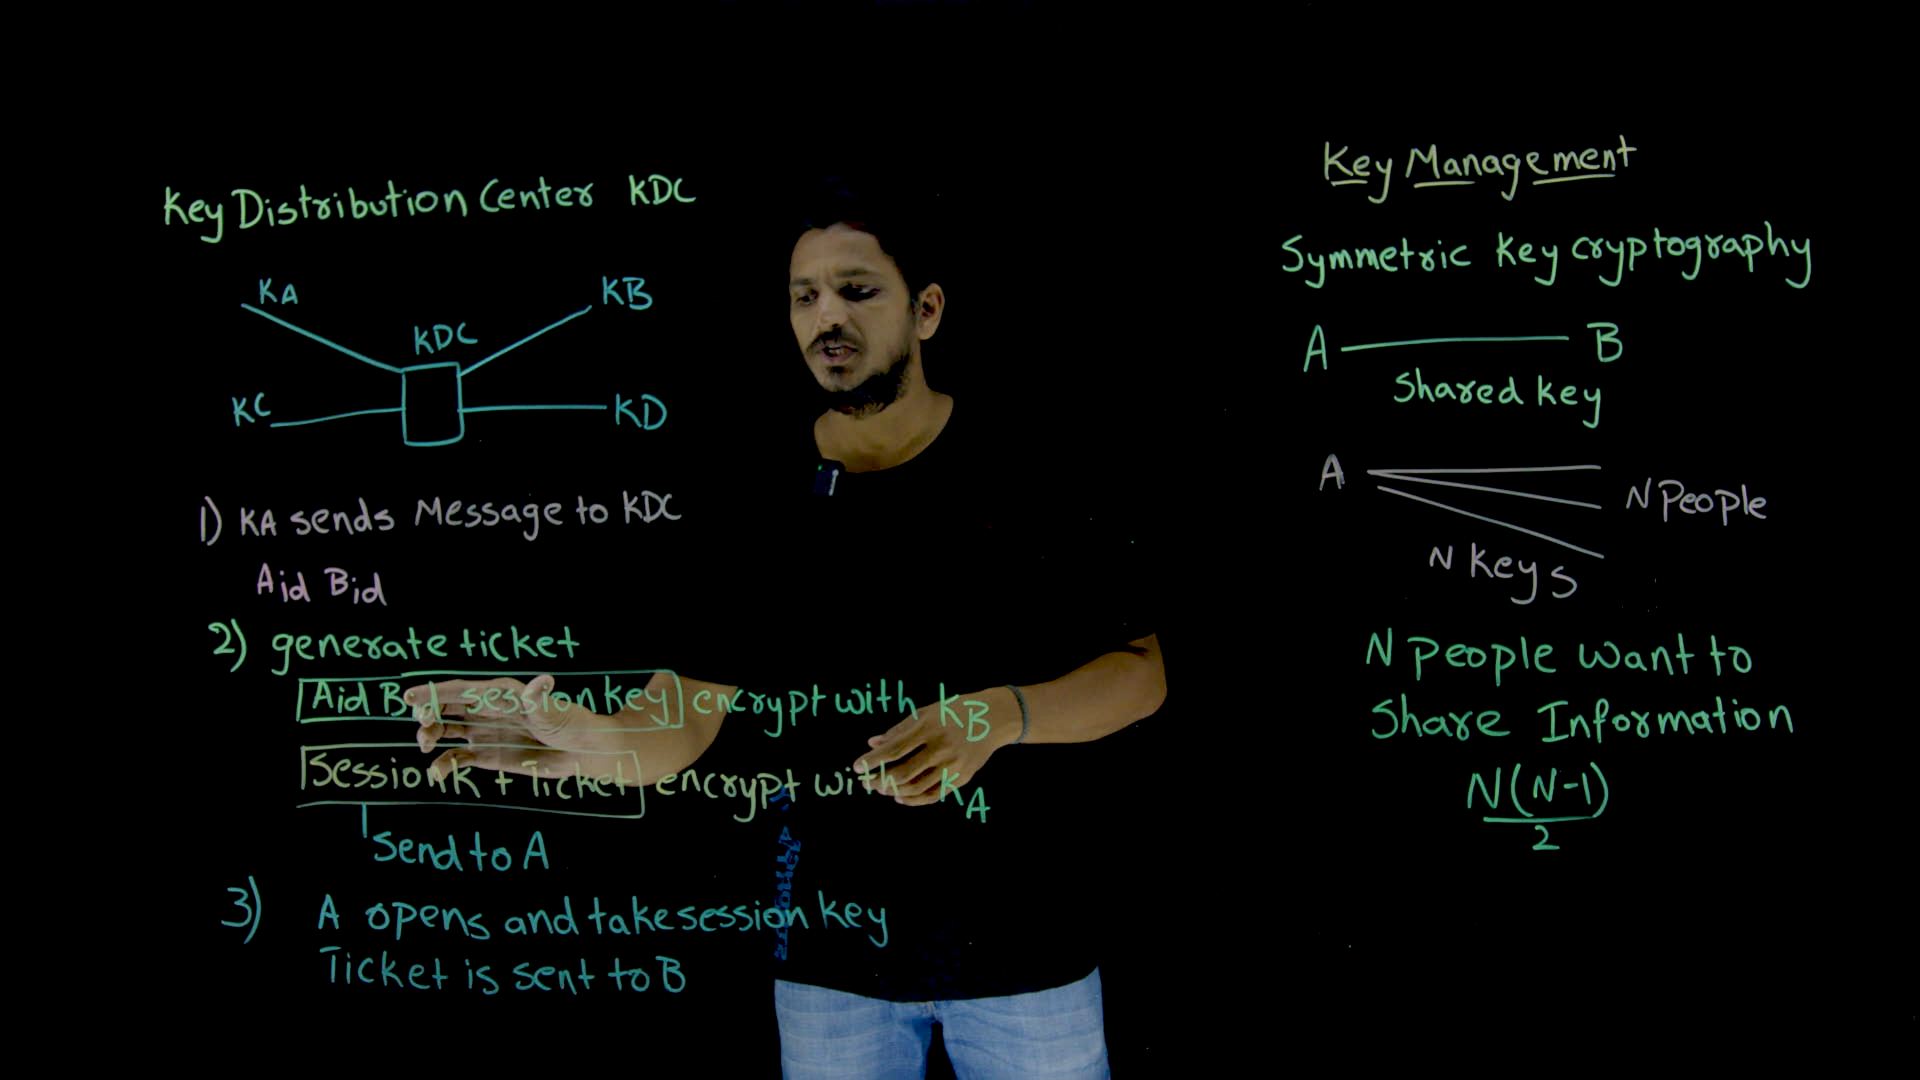 Key Distribution Center KDC
KA
KB
KDC
KC
KD
1) KA sends Message to KDC
Aid Bid
2) generate ticket
Aid Bid session key encrypt with KB
Session K + Ticket encrypt with KA
Send to A
3) A opens and take session key
Ticket is sent to B
Key Management
Symmetric Key cryptography
A B
Shared key
A
N People
N keys
N People want to
Share Information
N(N-1)
2